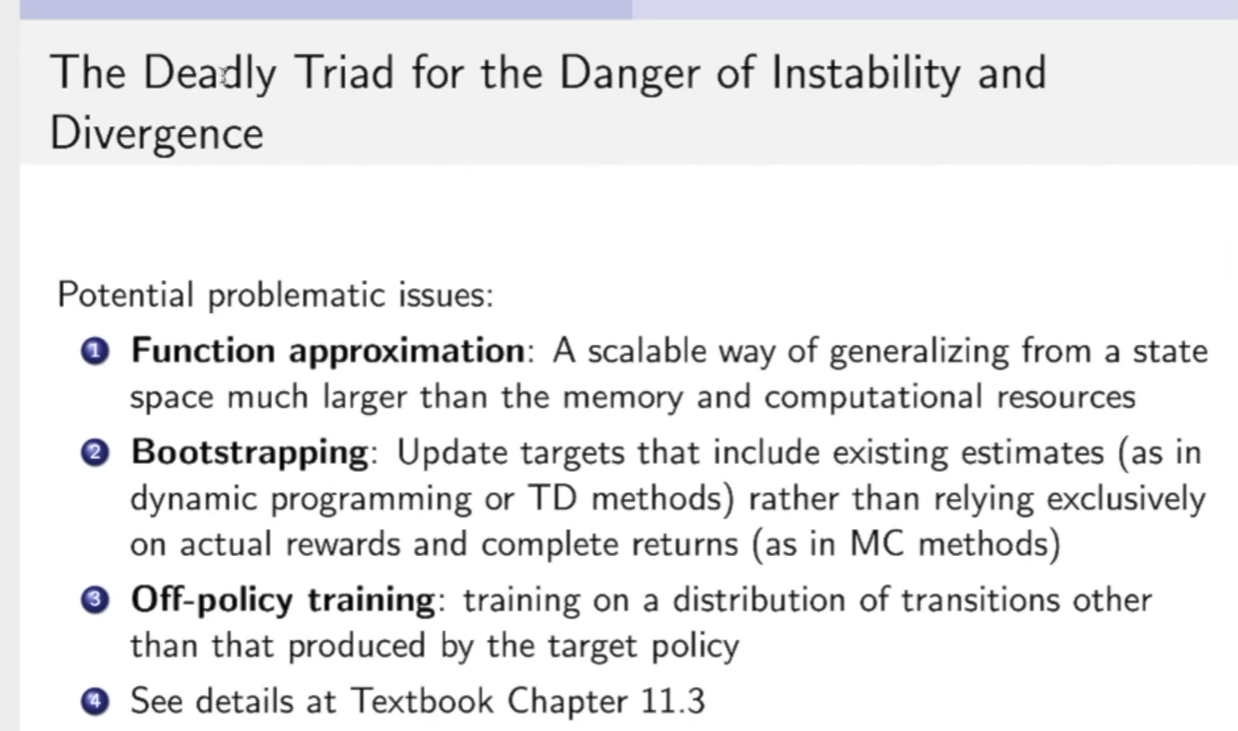 The Deadly Triad for the Danger of Instability and
Divergence
Potential problematic issues:
1 Function approximation: A scalable way of generalizing from a state
space much larger than the memory and computational resources
2 Bootstrapping: Update targets that include existing estimates (as in
dynamic programming or TD methods) rather than relying exclusively
on actual rewards and complete returns (as in MC methods)
3 Off-policy training: training on a distribution of transitions other
than that produced by the target policy
4 See details at Textbook Chapter 11.3